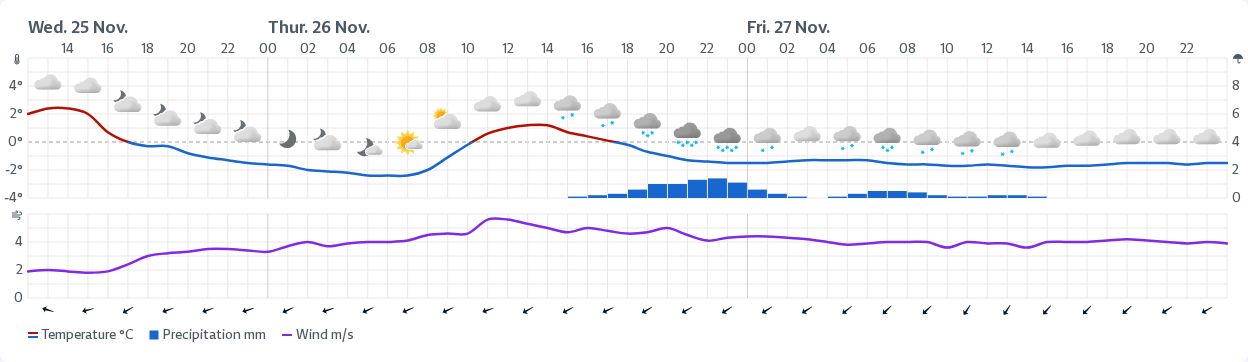 Wed. 25 Nov. Thur. 26 Nov. Fri. 27 Nov.
14 16 18 20 22 00 02 04 06 08 10 12 14 16 18 20 22 00 02 04 06 08 10 12 14 16 18 20 22
4° 8
2° 6
0° 4
-2° 2
-4° 0
m/s
4
2
0
Temperature °C Precipitation mm Wind m/s